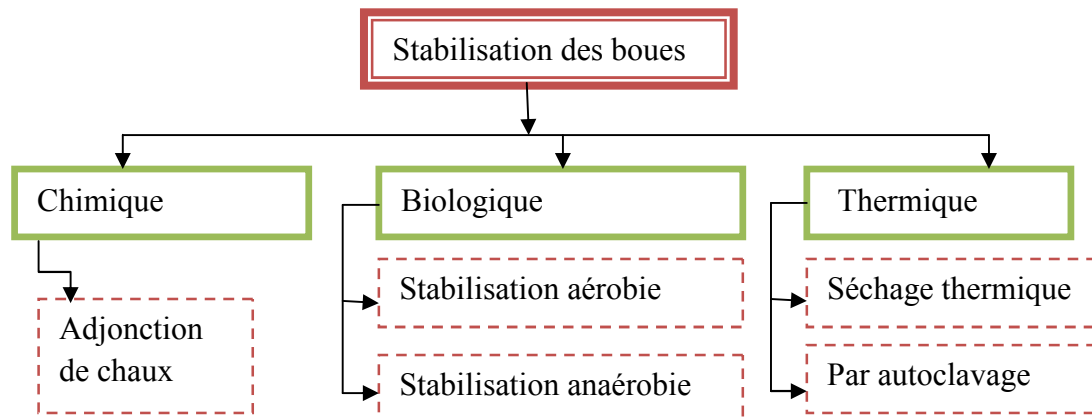 Stabilisation des boues
Chimique
Biologique
Thermique
Adjonction
de chaux
Stabilisation aérobie
Stabilisation anaérobie
Séchage thermique
Par autoclavage